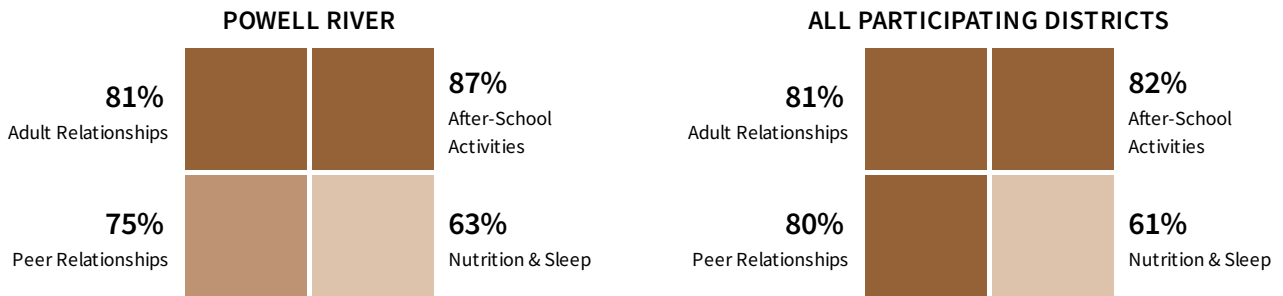 POWELL RIVER
81%
Adult Relationships
87%
After-School
Activities
75%
Peer Relationships
63%
Nutrition & Sleep
ALL PARTICIPATING DISTRICTS
81%
Adult Relationships
82%
After-School
Activities
80%
Peer Relationships
61%
Nutrition & Sleep